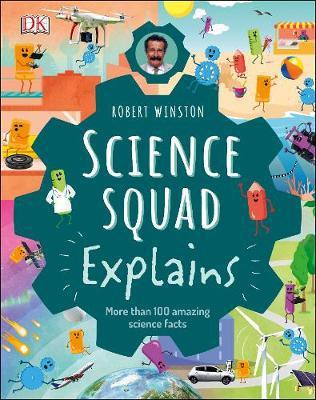 DK
ROBERT WINSTON
SCIENCE
SQUAD
Explains
More than 100 amazing
science facts